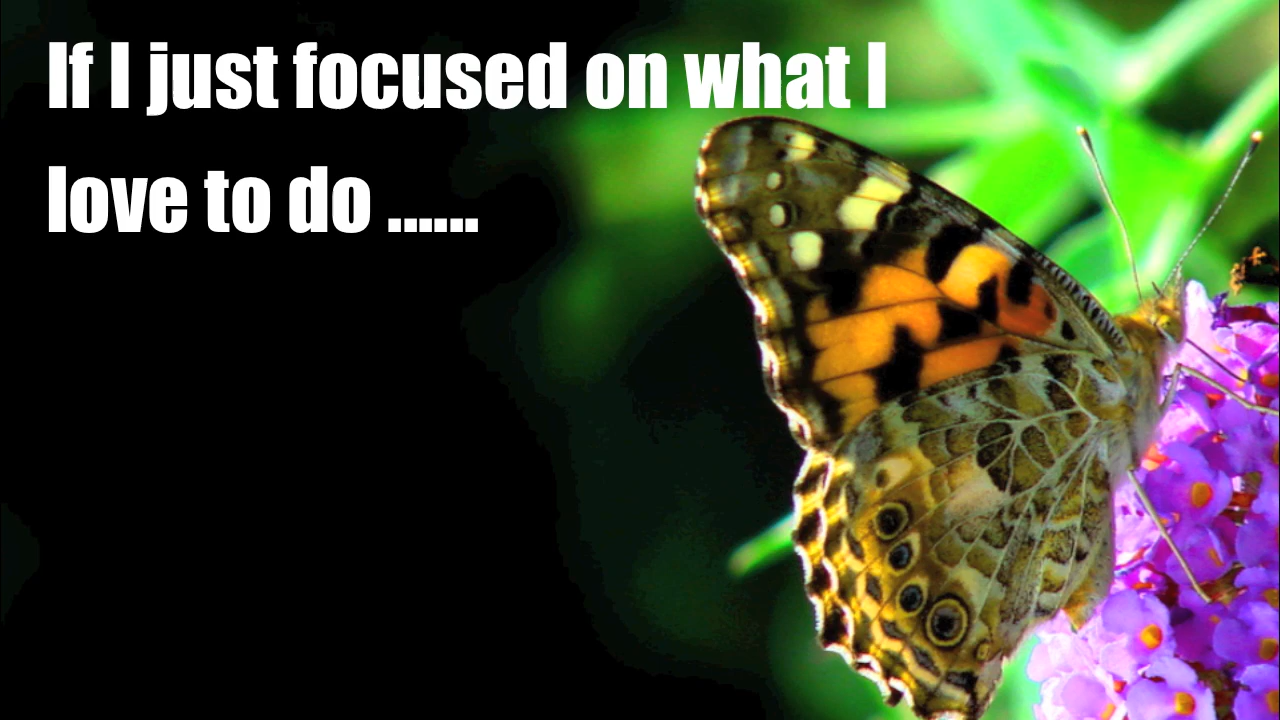 If I just focused on what I
love to do ......